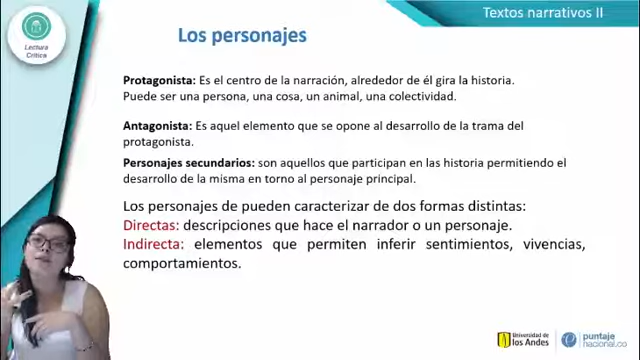 Textos narrativos II
Lectura
Crítica
Los personajes
Protagonista: Es el centro de la narración, alrededor de él gira la historia.
Puede ser una persona, una cosa, un animal, una colectividad.
Antagonista: Es aquel elemento que se opone al desarrollo de la trama del
protagonista.
Personajes secundarios: son aquellos que participan en las historia permitiendo el
desarrollo de la misma en torno al personaje principal.
Los personajes de pueden caracterizar de dos formas distintas:
Directas: descripciones que hace el narrador o un personaje.
Indirecta: elementos que permiten inferir sentimientos, vivencias,
comportamientos.
Universidad de
los Andes
puntaje
nacional.co